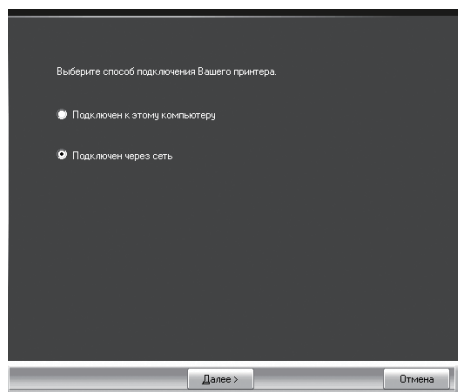 Выберите способ подключения Вашего принтера.
Подключен к этому компьютеру
Подключен через сеть
Далее >
Отмена